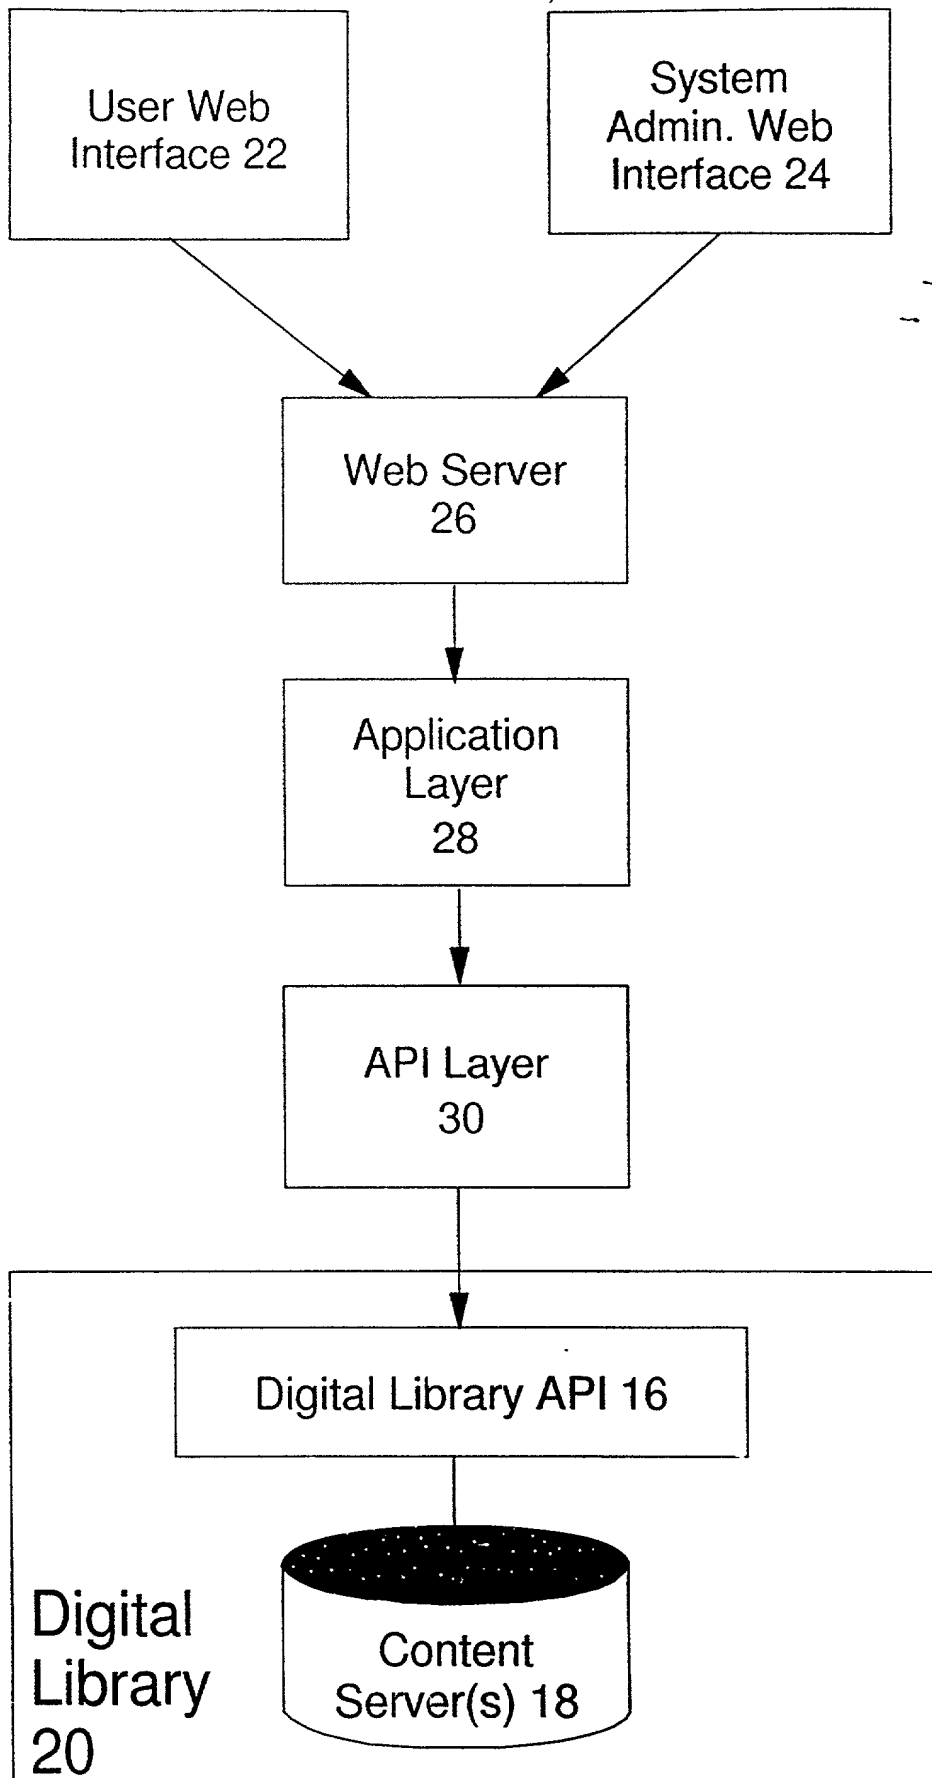 User Web
Interface 22
System
Admin. Web
Interface 24
Web Server
26
Application
Layer
28
API Layer
30
Digital Library API 16
Content
Server(s) 18
Digital
Library
20